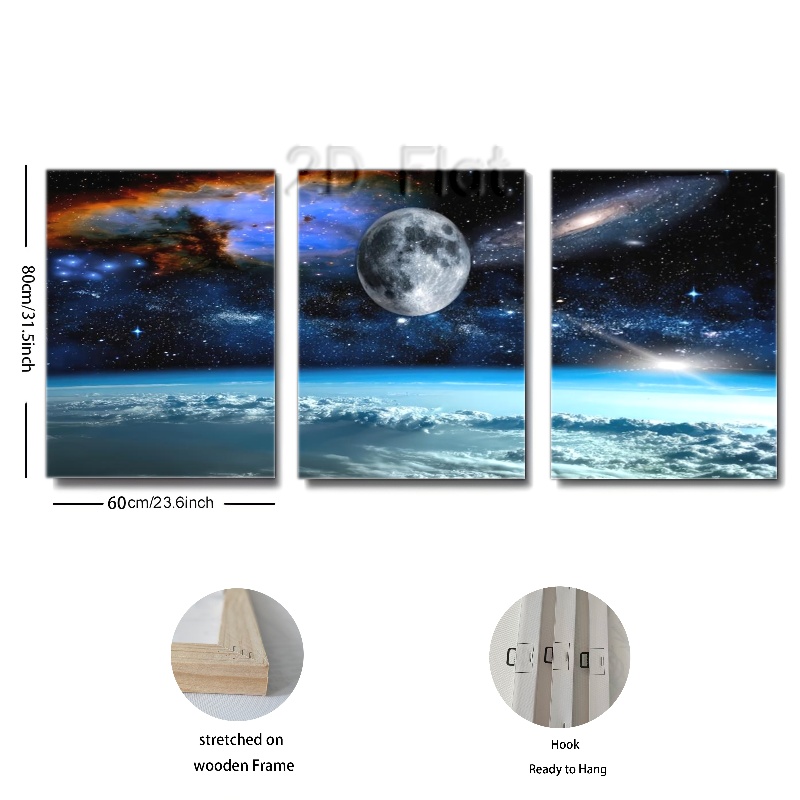 2D Flat
80cm/31.5inch
60cm/23.6inch
stretched on
wooden Frame
Hook
Ready to Hang